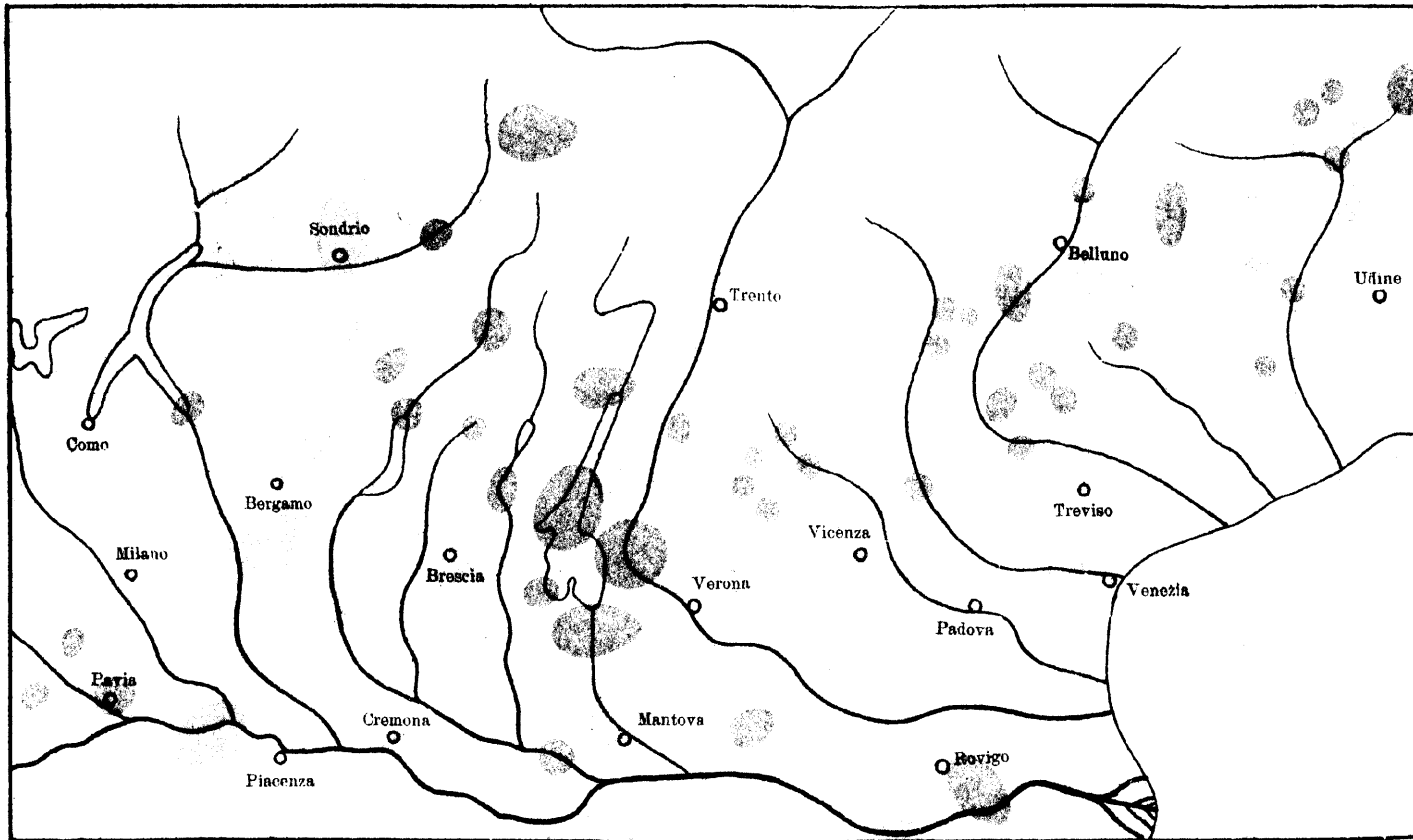 Sondrio
Belluno
Udine
Trento
Como
Bergamo
Treviso
Vicenza
Milano
Brescia
Venezia
Verona
Padova
Pavia
Cremona
Mantova
Rovigo
Piacenza